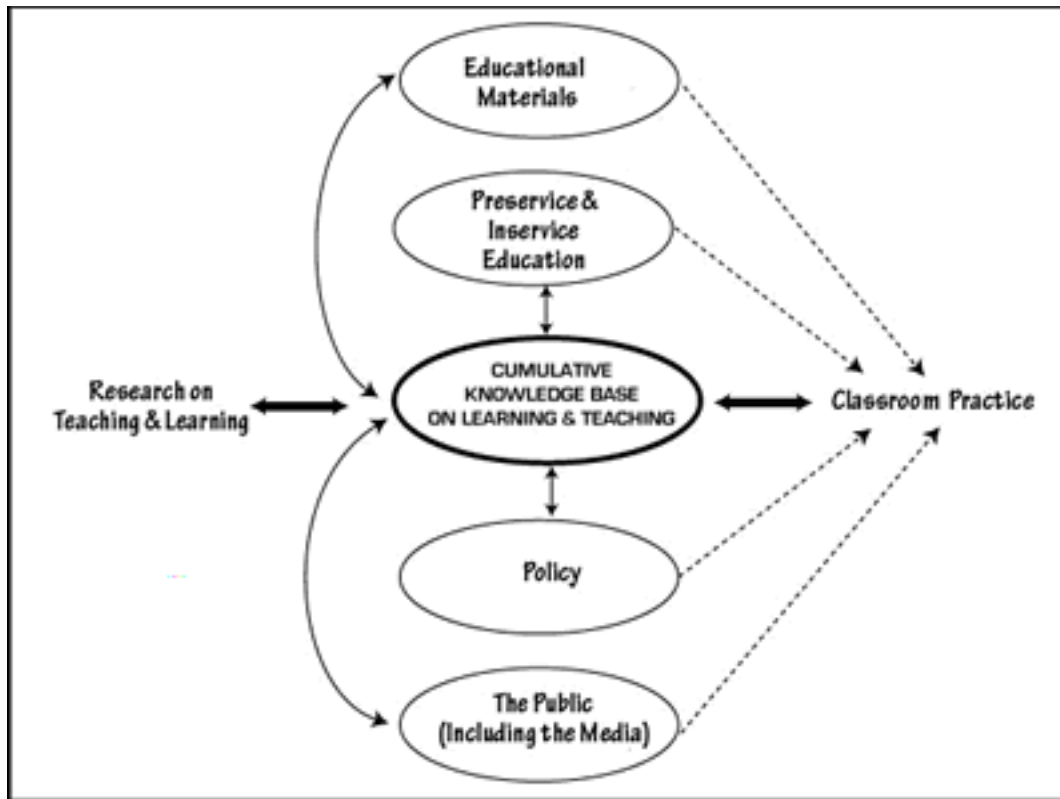 Educational
Materials
Preservice &
Inservice
Education
Research on
Teaching & Learning
CUMULATIVE
KNOWLEDGE BASE
ON LEARNING & TEACHING
Classroom Practice
Policy
The Public
(Including the Media)